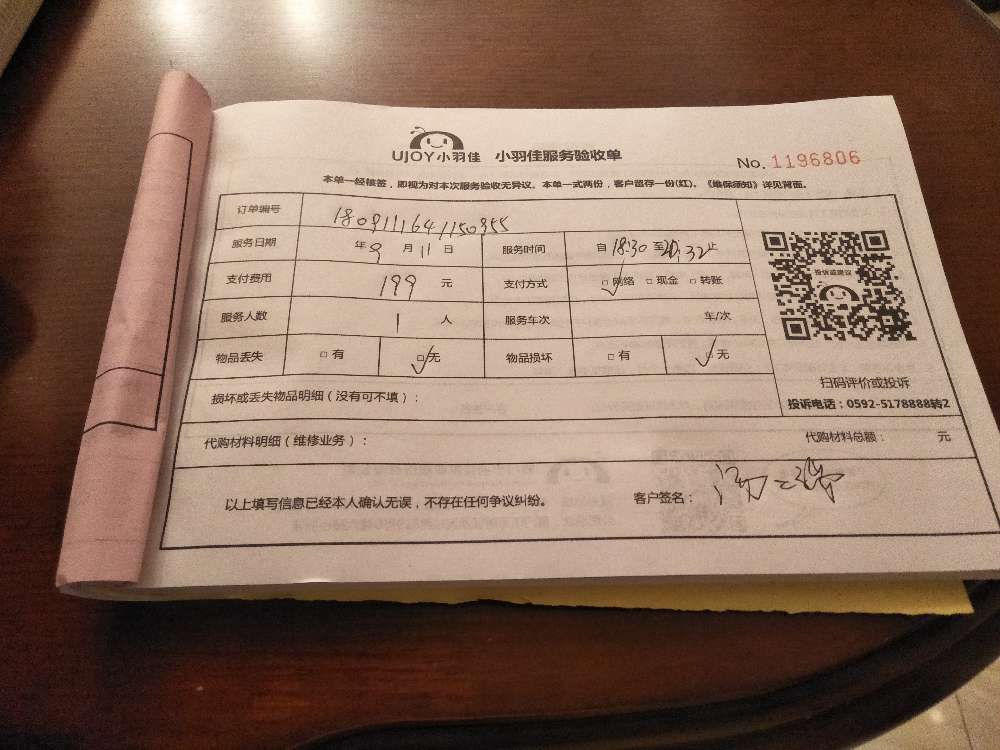 UJOY小羽佳 小羽佳服务验收单 No. 1196806
本单一经核签，即视为对本次服务验收无异议。本单一式两份，客户留存一份(红)。《维保须知》详见背面。
订单编号 1809111641150355
服务日期 年 9 月 11 日 服务时间 自 18:30 至 20:32 止
支付费用 199 元 支付方式 □网络 □现金 □转账
服务人数 1 人 服务车次 车/次
物品丢失 □有 □无 物品损坏 □有 □无
投诉或建议
扫码评价或投诉
投诉电话：0592-5178888转2
损坏或丢失物品明细（没有可不填）：
代购材料明细（维修业务）： 代购材料总额： 元
以上填写信息已经本人确认无误，不存在任何争议纠纷。 客户签名：